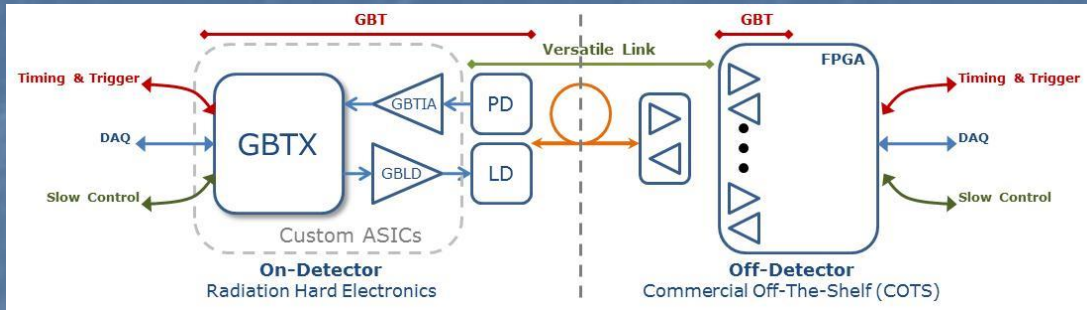 GBT
GBT
Versatile Link
FPGA
Timing & Trigger
GBTIA
PD
Timing & Trigger
DAQ
GBTX
DAQ
GBLD
LD
Slow Control
Slow Control
Custom ASICs
On-Detector
Off-Detector
Radiation Hard Electronics
Commercial Off-The-Shelf (COTS)